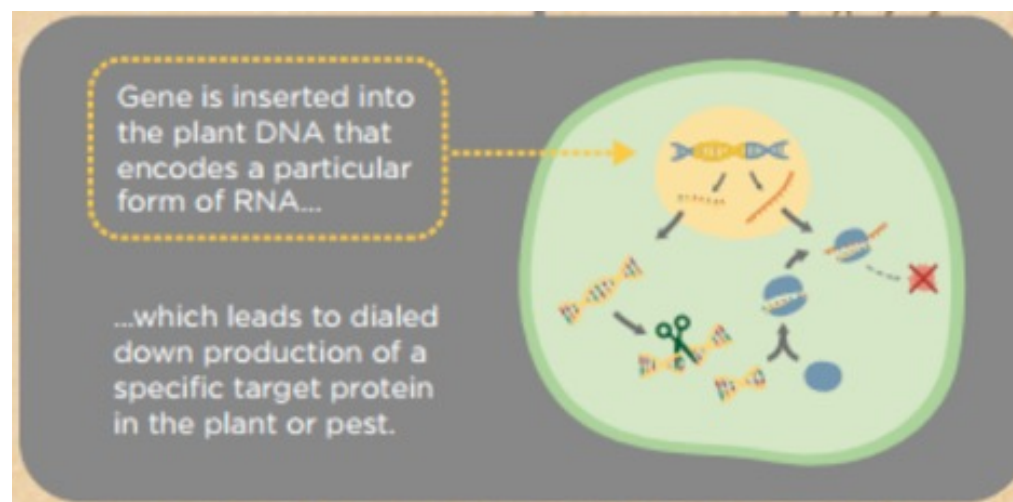 Gene is inserted into
the plant DNA that
encodes a particular
form of RNA...
...which leads to dialed
down production of a
specific target protein
in the plant or pest.